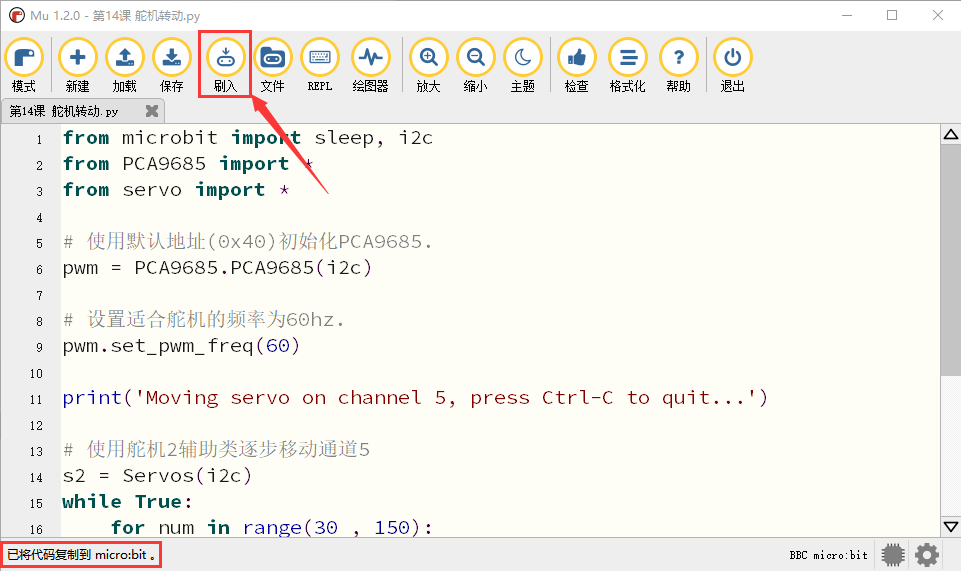 Mu 1.2.0 - 第14课 舵机转动.py
模式 新建 加载 保存 刷入 文件 REPL 绘图器 放大 缩小 主题 检查 格式化 帮助 退出
第14课 舵机转动.py
1 from microbit import sleep, i2c
2 from PCA9685 import *
3 from servo import *
4
5 # 使用默认地址(0x40)初始化PCA9685.
6 pwm = PCA9685.PCA9685(i2c)
7
8 # 设置适合舵机的频率为60hz.
9 pwm.set_pwm_freq(60)
10
11 print('Moving servo on channel 5, press Ctrl-C to quit...')
12
13 # 使用舵机2辅助类逐步移动通道5
14 s2 = Servos(i2c)
15 while True:
16     for num in range(30 , 150):
已将代码复制到 micro:bit 。 BBC micro:bit